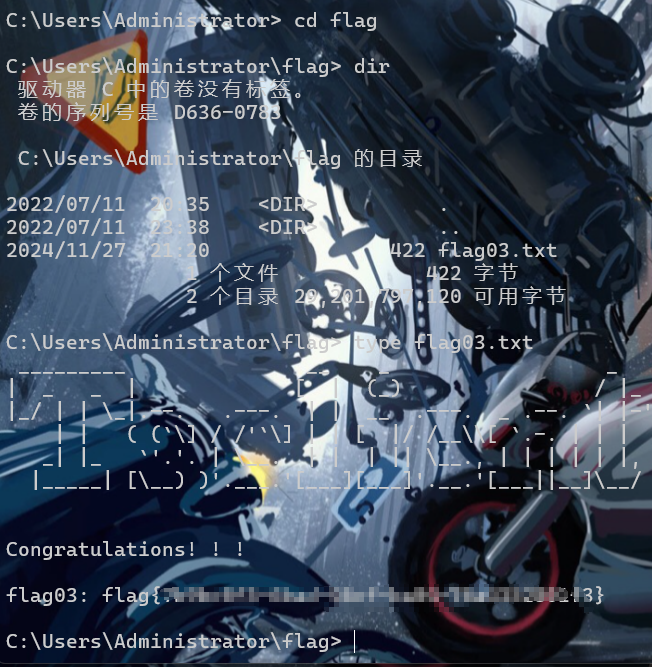 C:\Users\Administrator> cd flag
C:\Users\Administrator\flag> dir
驱动器 C 中的卷没有标签。
卷的序列号是 D636-0783
C:\Users\Administrator\flag 的目录
2022/07/11 20:35 <DIR> .
2022/07/11 23:38 <DIR> ..
2024/11/27 21:20 422 flag03.txt
1 个文件 422 字节
2 个目录 29,201,797,120 可用字节
C:\Users\Administrator\flag> type flag03.txt
Congratulations! ! !
flag03: flag{
C:\Users\Administrator\flag>